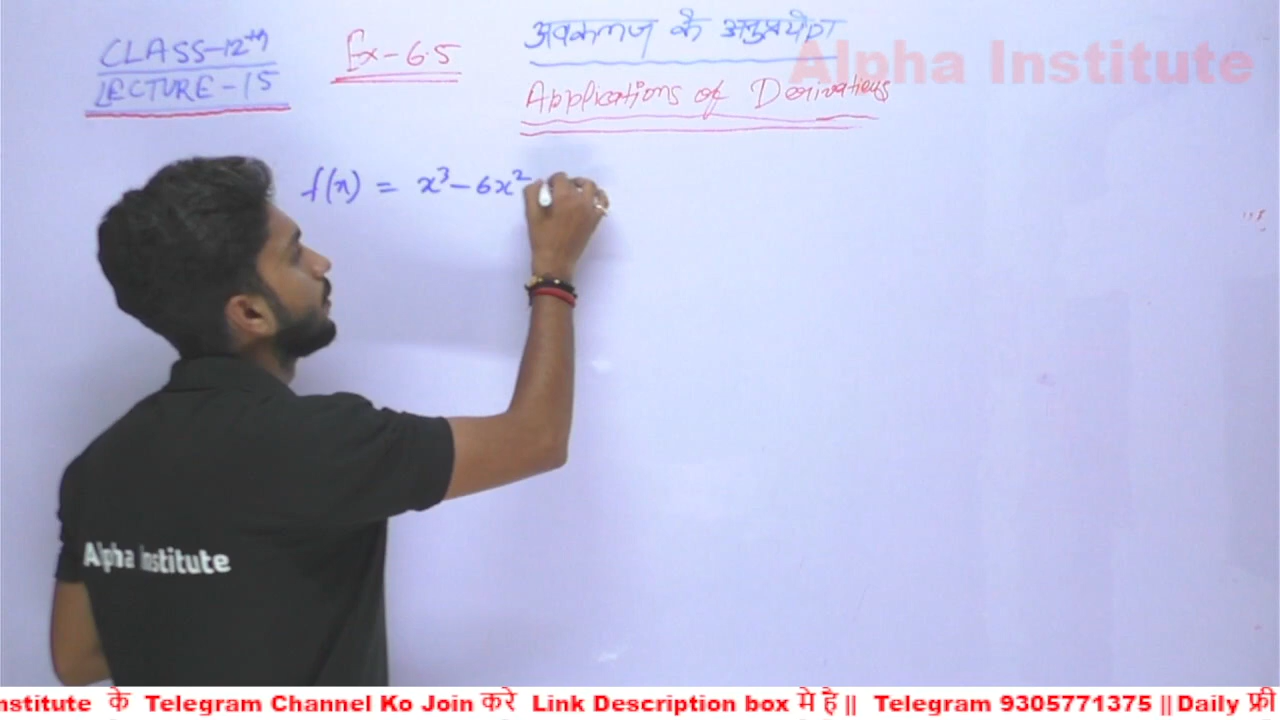 CLASS-12th
LECTURE-15
Ex-6.5
अवकलज के अनुप्रयोग
Applications of Derivatives
Alpha Institute
f(x) = x³ - 6x²
Alpha Institute
nstitute के Telegram Channel Ko Join करे Link Description box मे है || Telegram 9305771375 || Daily फ्री